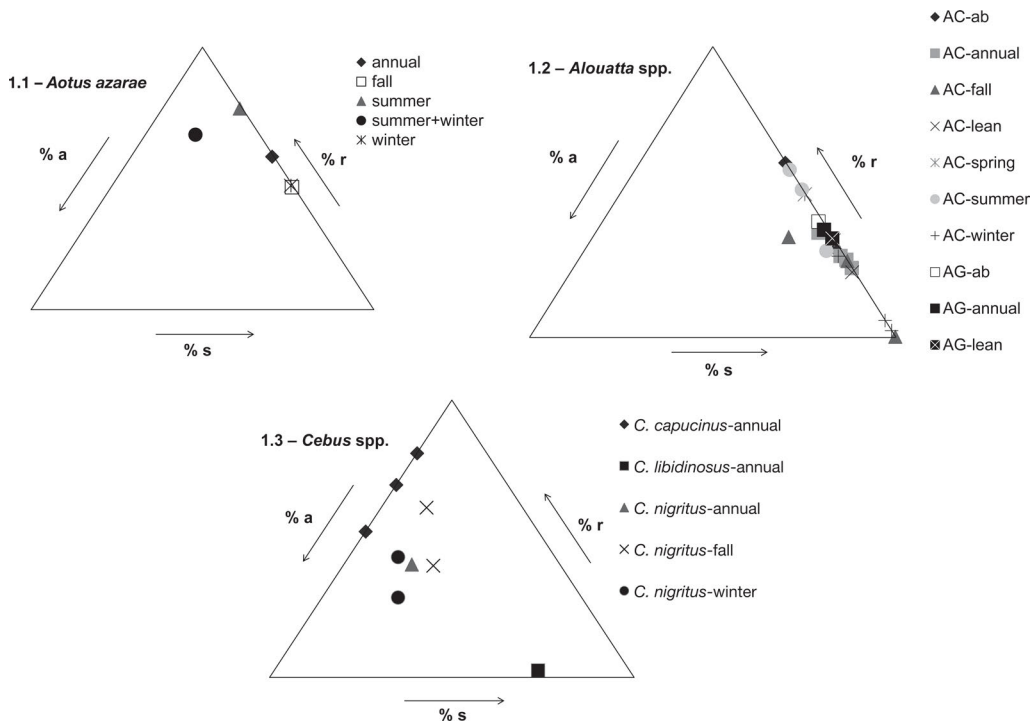 1.1 – Aotus azarae
annual
fall
summer
summer+winter
winter
% a
% r
% s
1.2 – Alouatta spp.
AC-ab
AC-annual
AC-fall
AC-lean
AC-spring
AC-summer
AC-winter
AG-ab
AG-annual
AG-lean
% a
% r
% s
1.3 – Cebus spp.
C. capucinus-annual
C. libidinosus-annual
C. nigritus-annual
C. nigritus-fall
C. nigritus-winter
% a
% r
% s